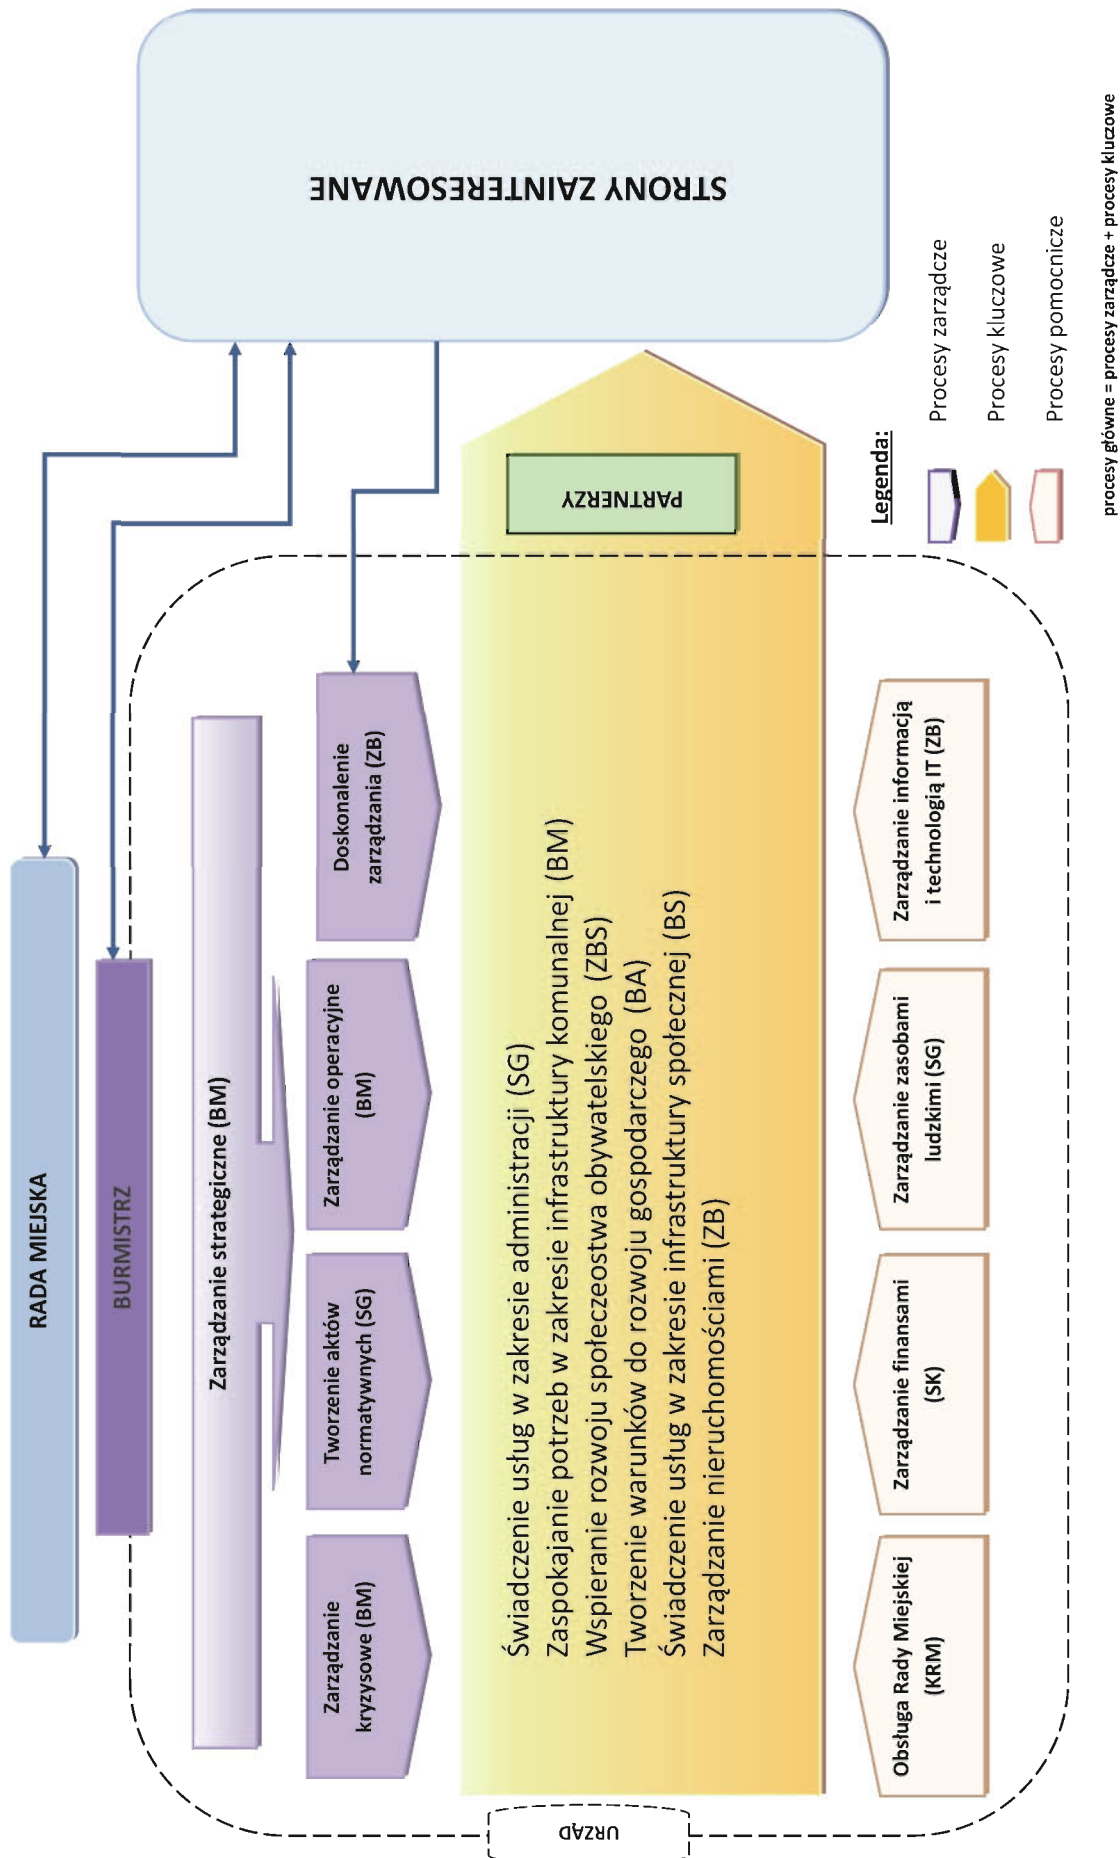 RADA MIEJSKA
BURMISTRZ
Zarządzanie strategiczne (BM)
Zarządzanie
kryzysowe (BM)
Tworzenie aktów
normatywnych (SG)
Zarządzanie operacyjne
(BM)
Doskonalenie
zarządzania (ZB)
URZĄD
Świadczenie usług w zakresie administracji (SG)
Zaspokajanie potrzeb w zakresie infrastruktury komunalnej (BM)
Wspieranie rozwoju społeczeostwa obywatelskiego (ZBS)
Tworzenie warunków do rozwoju gospodarczego (BA)
Świadczenie usług w zakresie infrastruktury społecznej (BS)
Zarządzanie nieruchomościami (ZB)
PARTNERZY
STRONY ZAINTERESOWANE
Obsługa Rady Miejskiej
(KRM)
Zarządzanie finansami
(SK)
Zarządzanie zasobami
ludzkimi (SG)
Zarządzanie informacją
i technologią IT (ZB)
Legenda:
Procesy zarządcze
Procesy kluczowe
Procesy pomocnicze
procesy główne = procesy zarządcze + procesy kluczowe